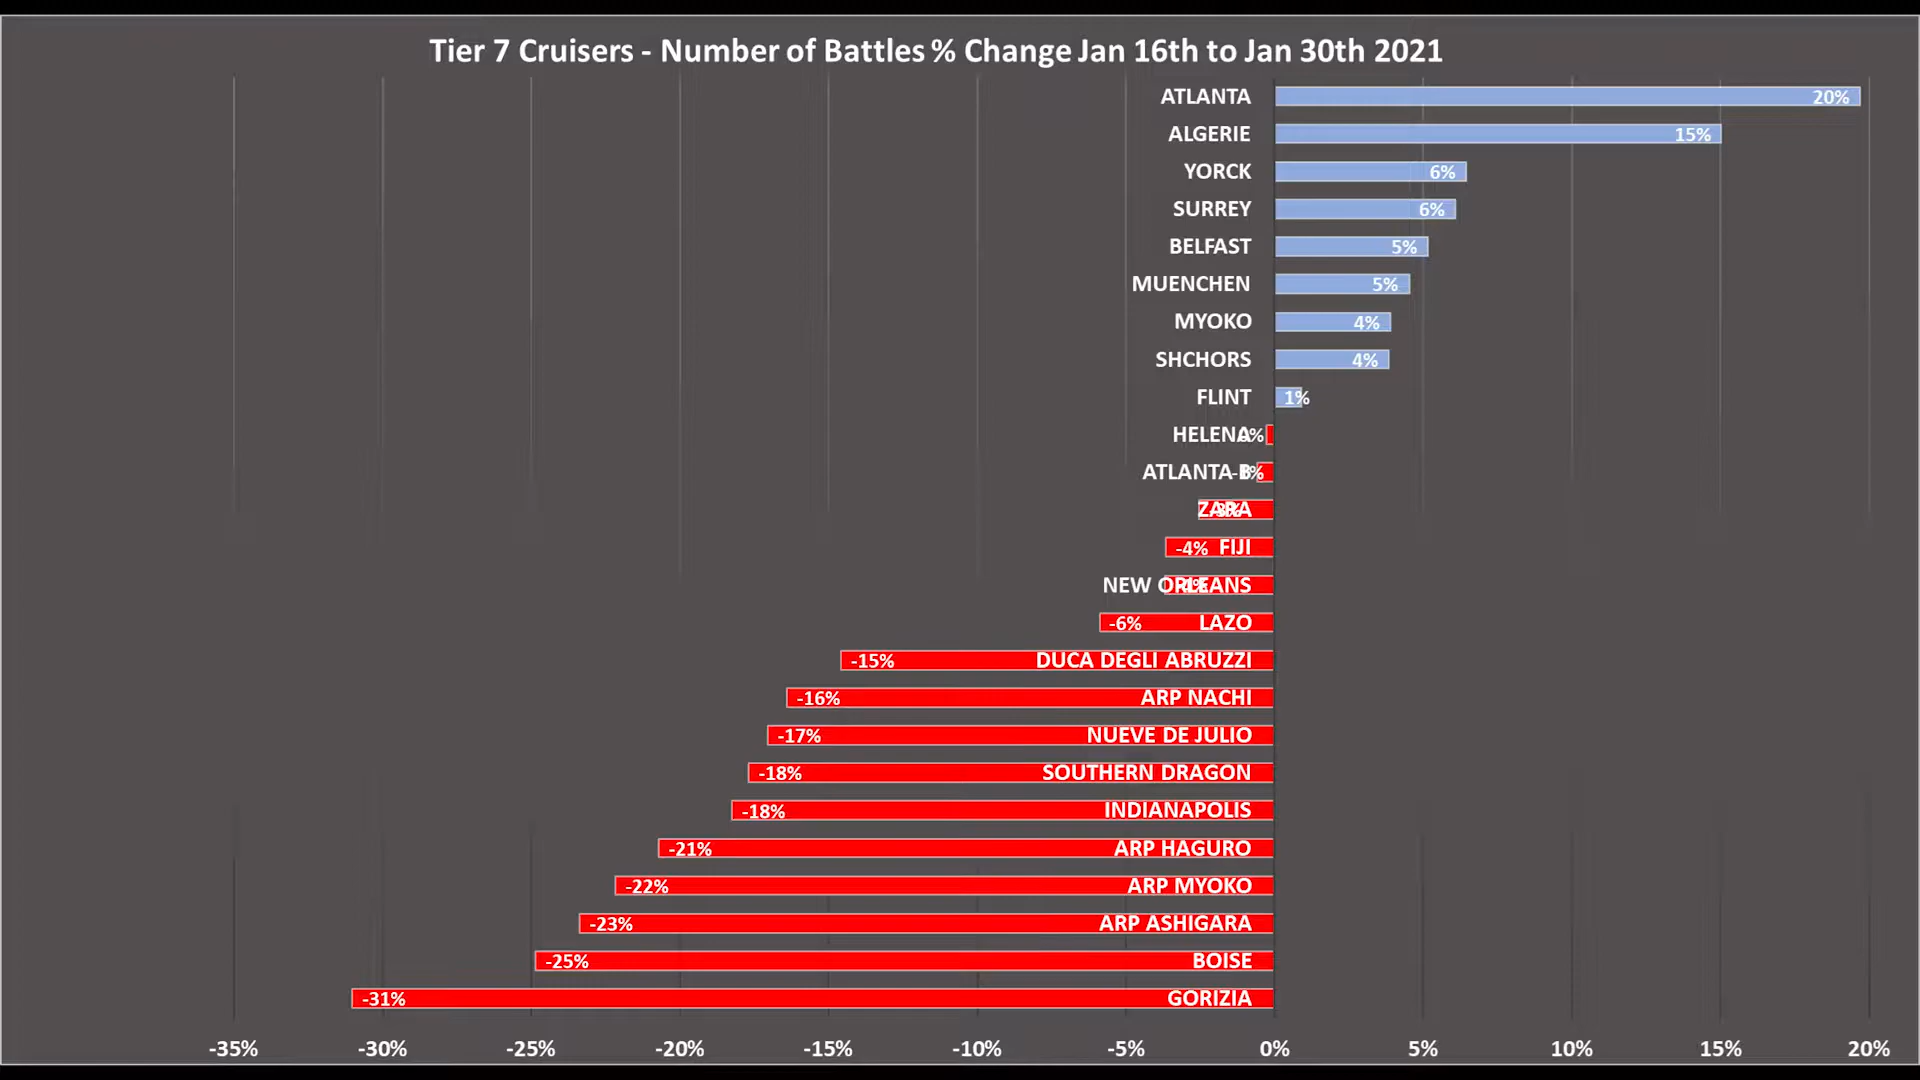 Tier 7 Cruisers - Number of Battles % Change Jan 16th to Jan 30th 2021
ATLANTA 20%
ALGERIE 15%
YORCK 6%
SURREY 6%
BELFAST 5%
MUENCHEN 5%
MYOKO 4%
SHCHORS 4%
FLINT 1%
HELENA
ATLANTA B -1%
ZARA -3%
-4% FIJI
NEW ORLEANS -4%
-6% LAZO
-15% DUCA DEGLI ABRUZZI
-16% ARP NACHI
-17% NUEVE DE JULIO
-18% SOUTHERN DRAGON
-18% INDIANAPOLIS
-21% ARP HAGURO
-22% ARP MYOKO
-23% ARP ASHIGARA
-25% BOISE
-31% GORIZIA
-35% -30% -25% -20% -15% -10% -5% 0% 5% 10% 15% 20%